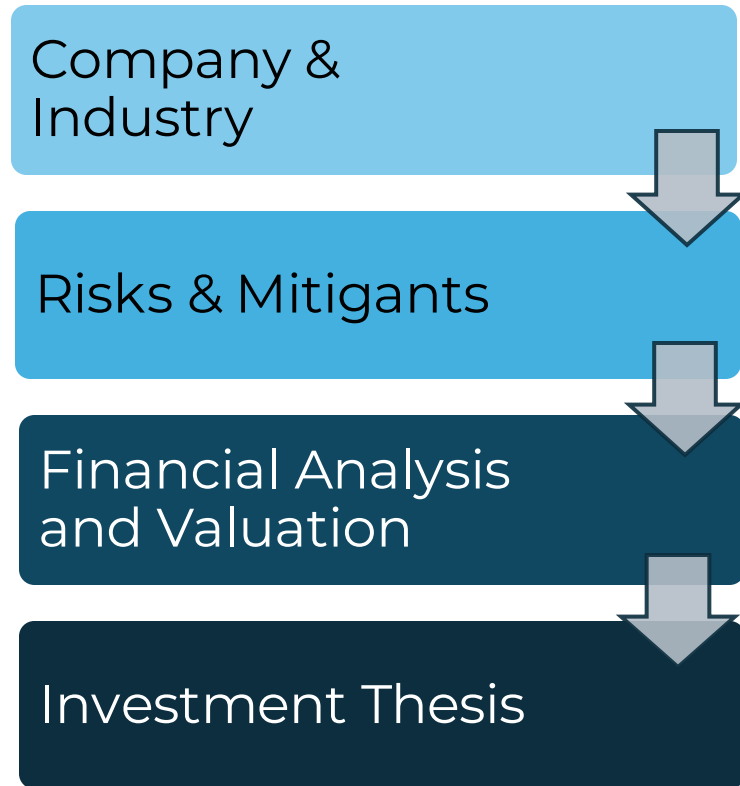 Company &
Industry
Risks & Mitigants
Financial Analysis
and Valuation
Investment Thesis